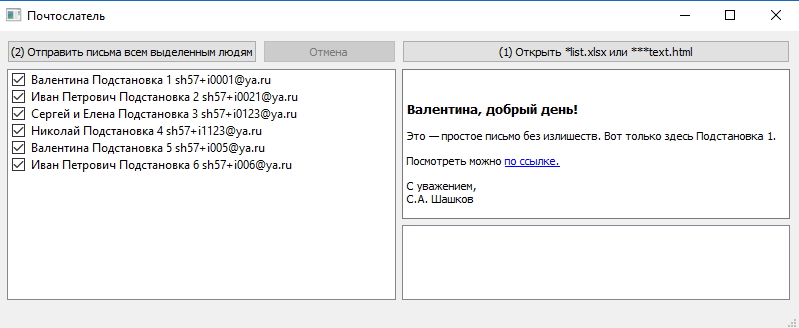 Почтослатель
(2) Отправить письма всем выделенным людям
Отмена
(1) Открыть *list.xlsx или ***text.html
Валентина Подстановка 1 sh57+i0001@ya.ru
Иван Петрович Подстановка 2 sh57+i0021@ya.ru
Сергей и Елена Подстановка 3 sh57+i0123@ya.ru
Николай Подстановка 4 sh57+i1123@ya.ru
Валентина Подстановка 5 sh57+i005@ya.ru
Иван Петрович Подстановка 6 sh57+i006@ya.ru
Валентина, добрый день!
Это — простое письмо без излишеств. Вот только здесь Подстановка 1.
Посмотреть можно по ссылке.
С уважением,
С.А. Шашков